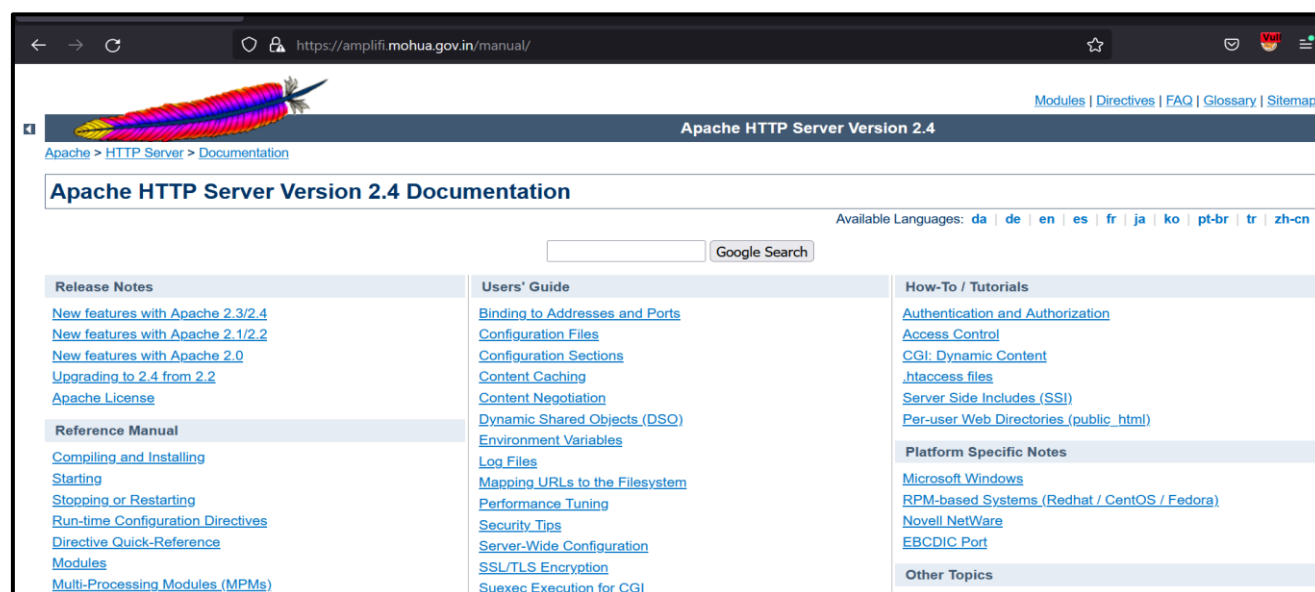 https://amplifi.mohua.gov.in/manual/
Vul
Modules | Directives | FAQ | Glossary | Sitemap
Apache HTTP Server Version 2.4
Apache > HTTP Server > Documentation
Apache HTTP Server Version 2.4 Documentation
Available Languages: da | de | en | es | fr | ja | ko | pt-br | tr | zh-cn
Google Search
Release Notes
New features with Apache 2.3/2.4
New features with Apache 2.1/2.2
New features with Apache 2.0
Upgrading to 2.4 from 2.2
Apache License
Reference Manual
Compiling and Installing
Starting
Stopping or Restarting
Run-time Configuration Directives
Directive Quick-Reference
Modules
Multi-Processing Modules (MPMs)
Users' Guide
Binding to Addresses and Ports
Configuration Files
Configuration Sections
Content Caching
Content Negotiation
Dynamic Shared Objects (DSO)
Environment Variables
Log Files
Mapping URLs to the Filesystem
Performance Tuning
Security Tips
Server-Wide Configuration
SSL/TLS Encryption
Suexec Execution for CGI
How-To / Tutorials
Authentication and Authorization
Access Control
CGI: Dynamic Content
.htaccess files
Server Side Includes (SSI)
Per-user Web Directories (public_html)
Platform Specific Notes
Microsoft Windows
RPM-based Systems (Redhat / CentOS / Fedora)
Novell NetWare
EBCDIC Port
Other Topics